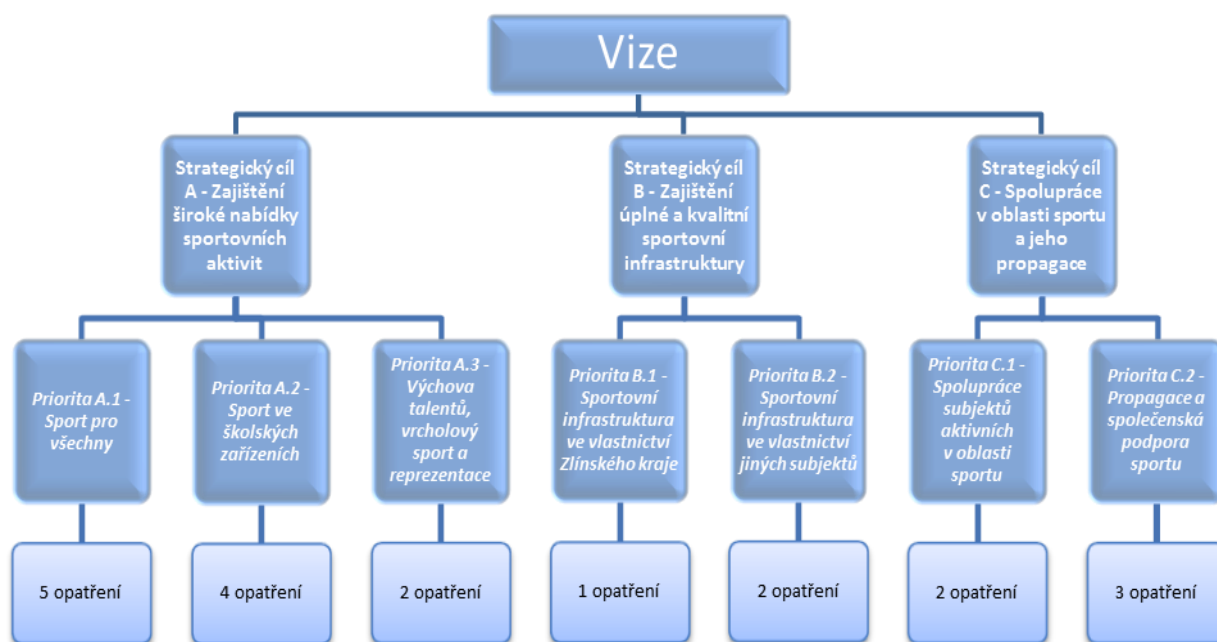 Vize
Strategický cíl
A - Zajištění
široké nabídky
sportovních
aktivit
Strategický cíl
B - Zajištění
úplné a kvalitní
sportovní
infrastruktury
Strategický cíl
C - Spolupráce
v oblasti sportu
a jeho
propagace
Priorita A.1 -
Sport pro
všechny
Priorita A.2 -
Sport ve
školských
zařízeních
Priorita A.3 -
Výchova
talentů,
vrcholový
sport a
reprezentace
Priorita B.1 -
Sportovní
infrastruktura
ve vlastnictví
Zlínského kraje
Priorita B.2 -
Sportovní
infrastruktura
ve vlastnictví
jiných subjektů
Priorita C.1 -
Spolupráce
subjektů
aktivních
v oblasti
sportu
Priorita C.2 -
Propagace a
společenská
podpora
sportu
5 opatření
4 opatření
2 opatření
1 opatření
2 opatření
2 opatření
3 opatření